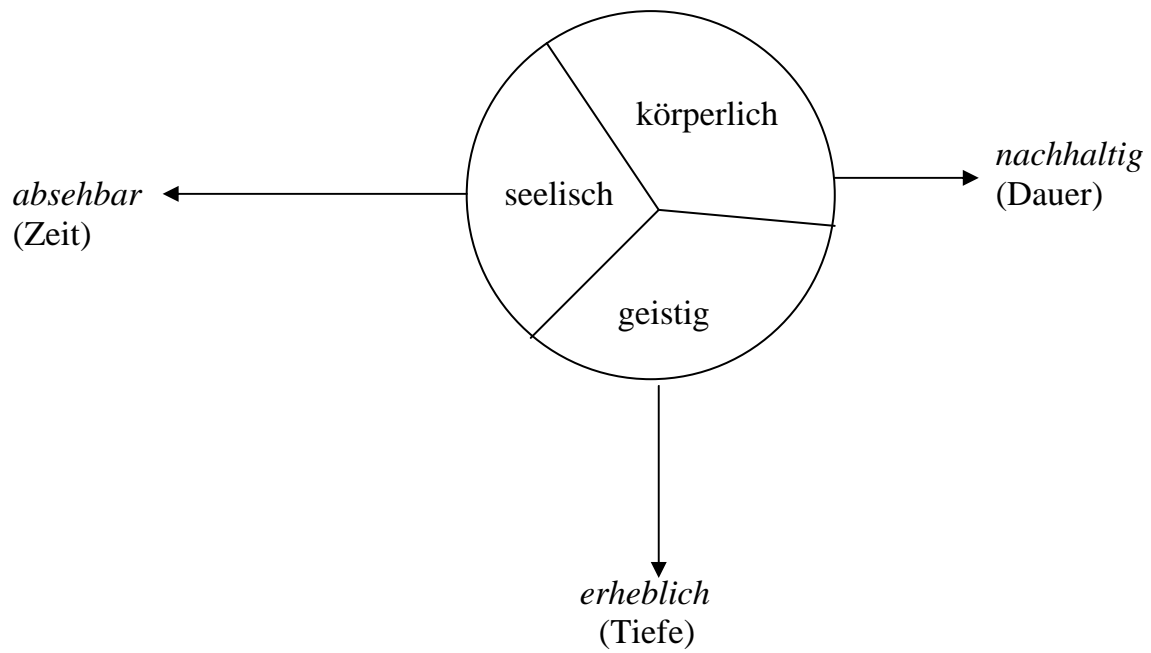 körperlich
nachhaltig
(Dauer)
absehbar
(Zeit)
seelisch
geistig
erheblich
(Tiefe)